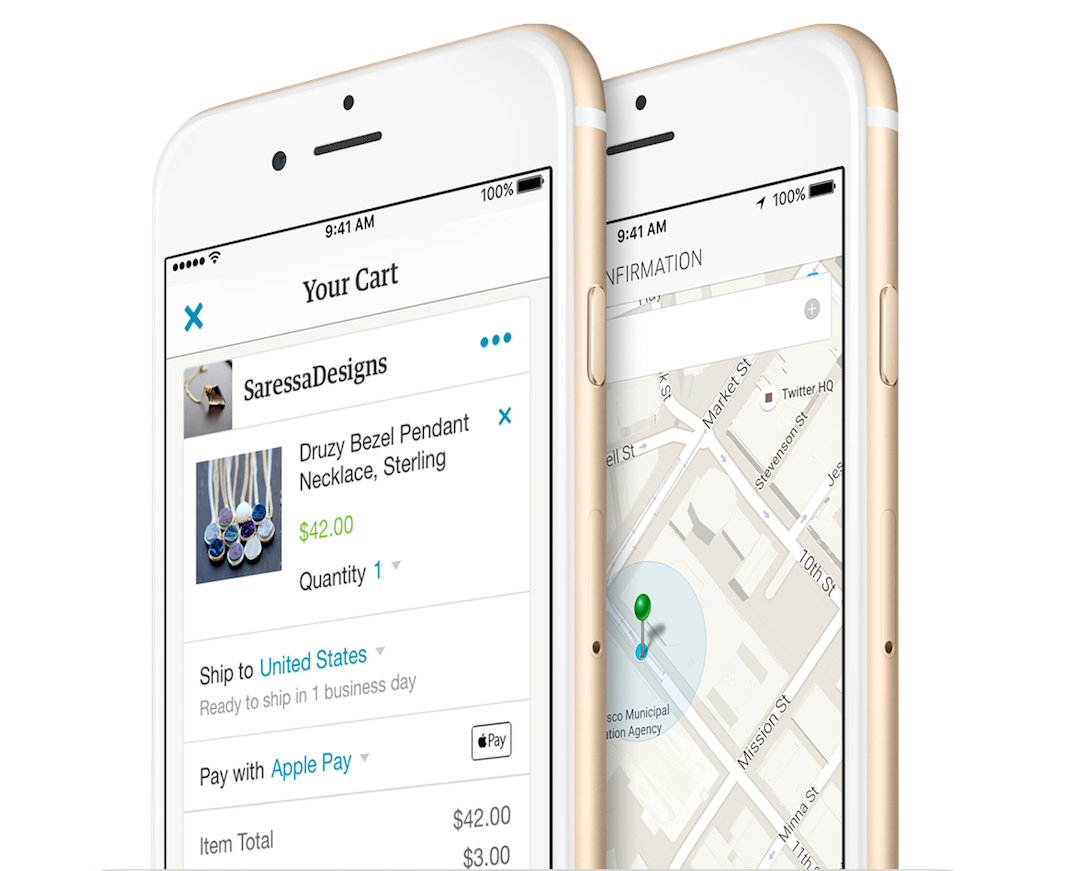 100%
9:41 AM
Your Cart
SaressaDesigns
Druzy Bezel Pendant
Necklace, Sterling
$42.00
Quantity 1
Ship to United States
Ready to ship in 1 business day
Pay
Pay with Apple Pay
$42.00
Item Total
$3.00
100%
9:41 AM
NFIRMATION
Market St
Twitter HQ
Stevenson St
ell St
k St
Jes
10th St
sco Municipal
ation Agency
Mission St
Minna St
11th